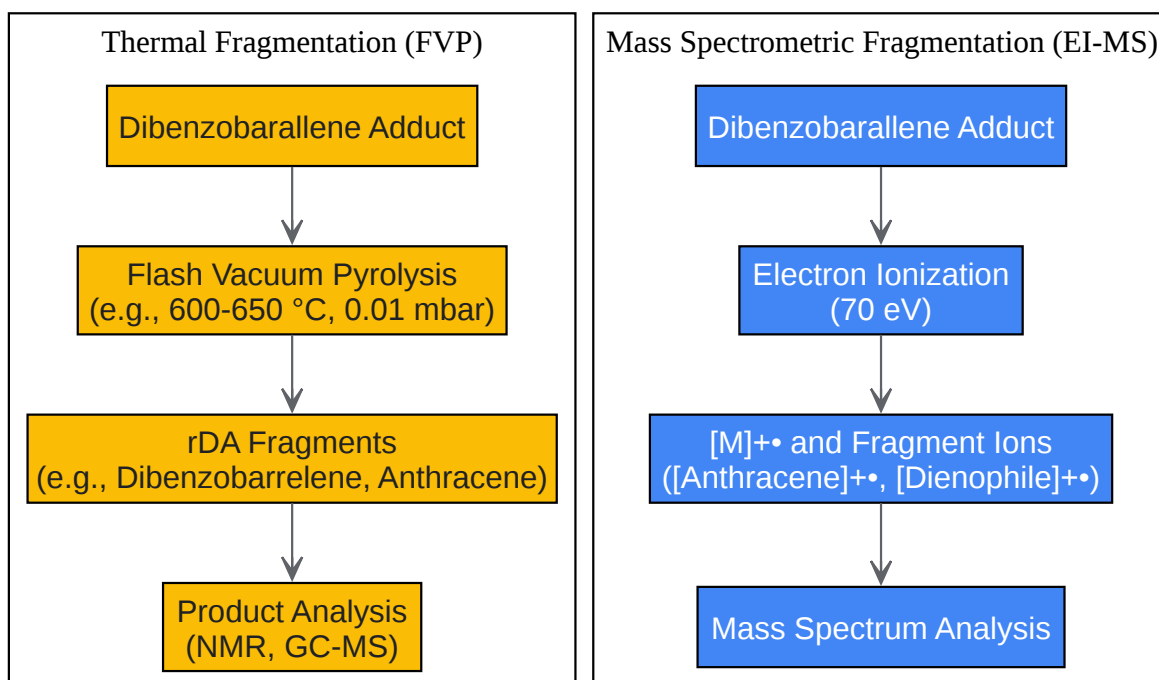 Thermal Fragmentation (FVP)
Dibenzobarallene Adduct
Flash Vacuum Pyrolysis
(e.g., 600-650 °C, 0.01 mbar)
rDA Fragments
(e.g., Dibenzobarrelene, Anthracene)
Product Analysis
(NMR, GC-MS)
Mass Spectrometric Fragmentation (EI-MS)
Dibenzobarallene Adduct
Electron Ionization
(70 eV)
[M]+• and Fragment Ions
([Anthracene]+•, [Dienophile]+•)
Mass Spectrum Analysis